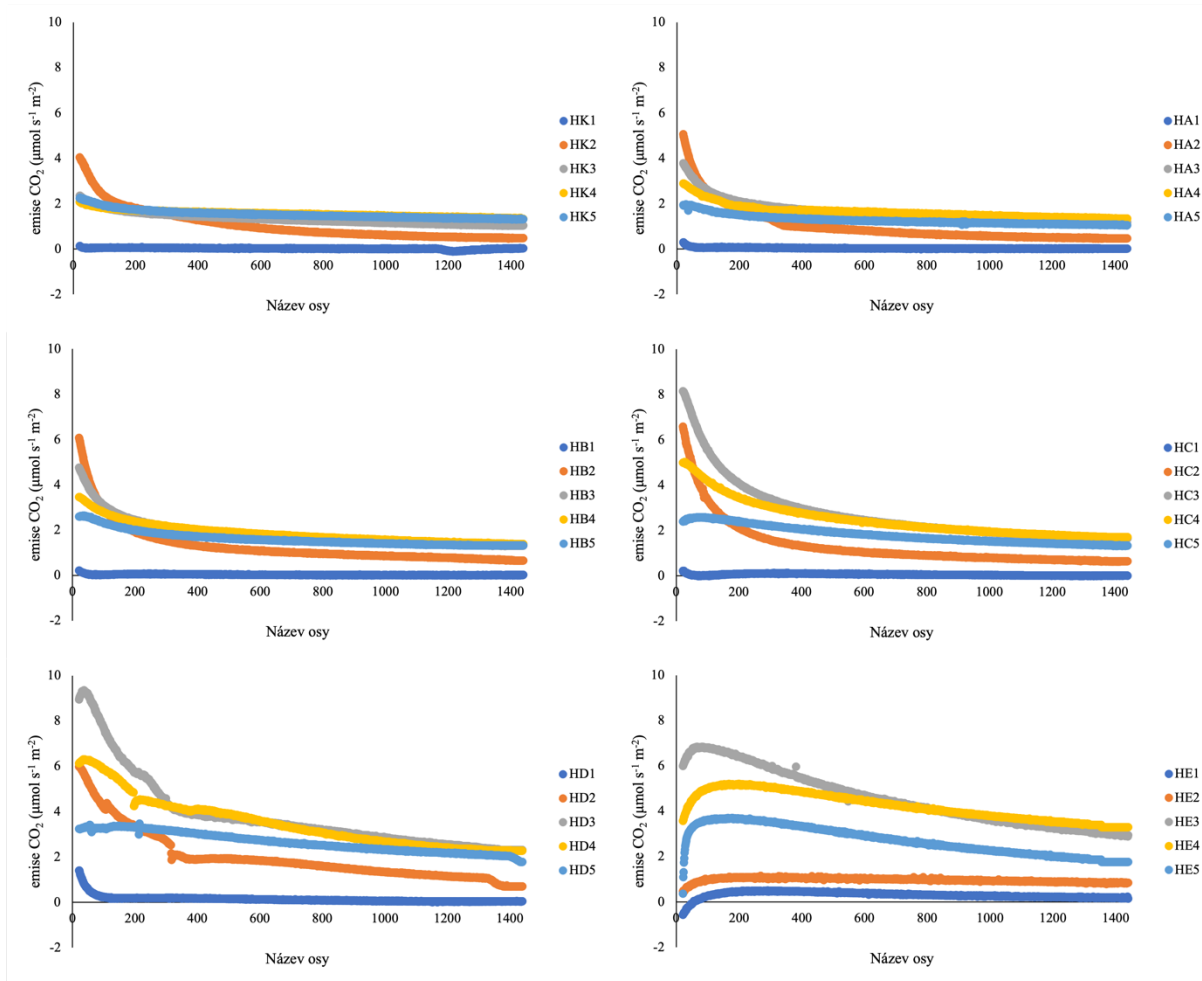 10
8
6
4
2
0
-2
emise CO₂ (µmol s⁻¹ m⁻²)
0 200 400 600 800 1000 1200 1400
Název osy
HK1
HK2
HK3
HK4
HK5
10
8
6
4
2
0
-2
emise CO₂ (µmol s⁻¹ m⁻²)
0 200 400 600 800 1000 1200 1400
Název osy
HA1
HA2
HA3
HA4
HA5
10
8
6
4
2
0
-2
emise CO₂ (µmol s⁻¹ m⁻²)
0 200 400 600 800 1000 1200 1400
Název osy
HB1
HB2
HB3
HB4
HB5
10
8
6
4
2
0
-2
emise CO₂ (µmol s⁻¹ m⁻²)
0 200 400 600 800 1000 1200 1400
Název osy
HC1
HC2
HC3
HC4
HC5
10
8
6
4
2
0
-2
emise CO₂ (µmol s⁻¹ m⁻²)
0 200 400 600 800 1000 1200 1400
Název osy
HD1
HD2
HD3
HD4
HD5
10
8
6
4
2
0
-2
emise CO₂ (µmol s⁻¹ m⁻²)
0 200 400 600 800 1000 1200 1400
Název osy
HE1
HE2
HE3
HE4
HE5